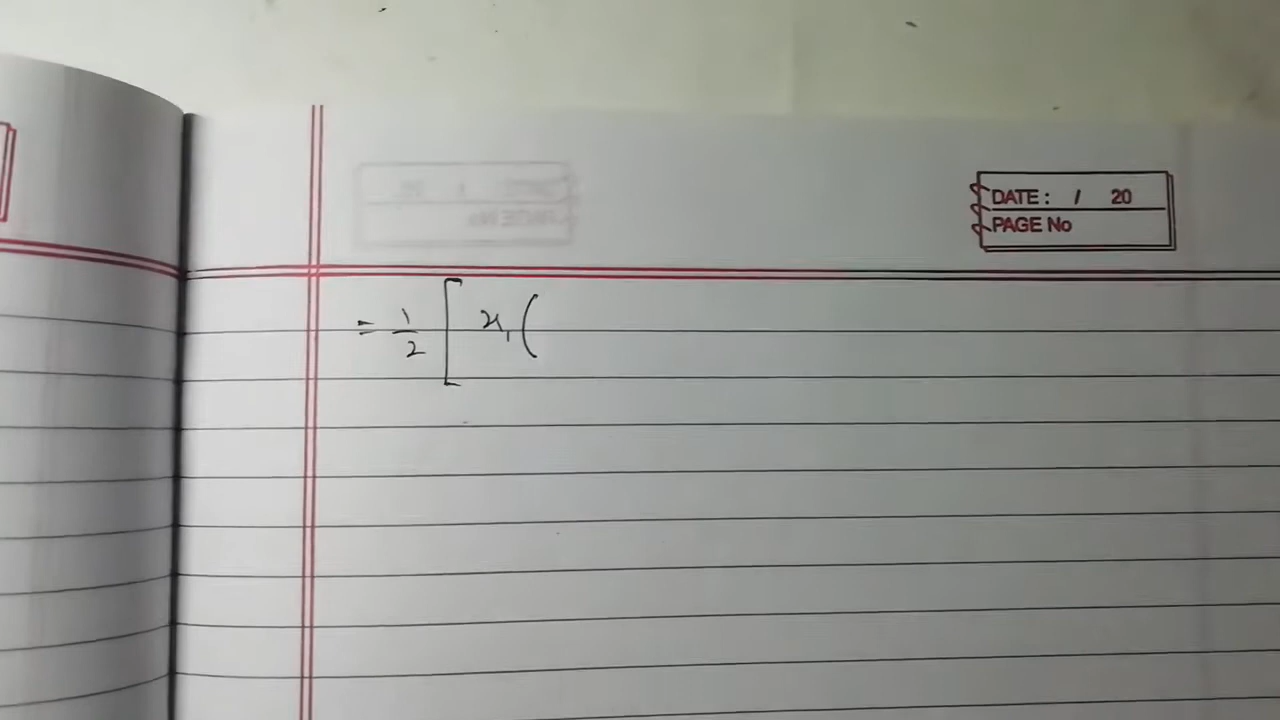 DATE : / 20
PAGE No
= 1/2 [ x₁ (